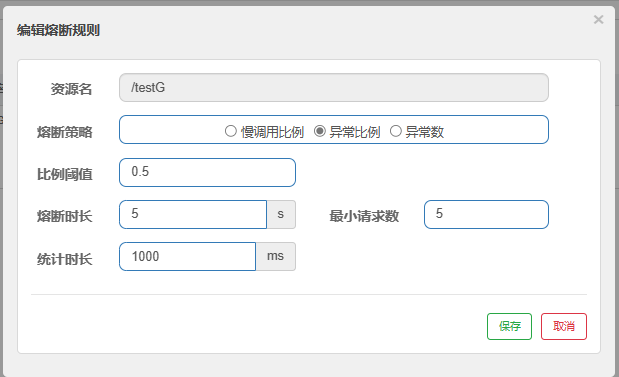 编辑熔断规则 ×
资源名 /testG
熔断策略 慢调用比例 异常比例 异常数
比例阈值 0.5
熔断时长 5 s 最小请求数 5
统计时长 1000 ms
保存 取消